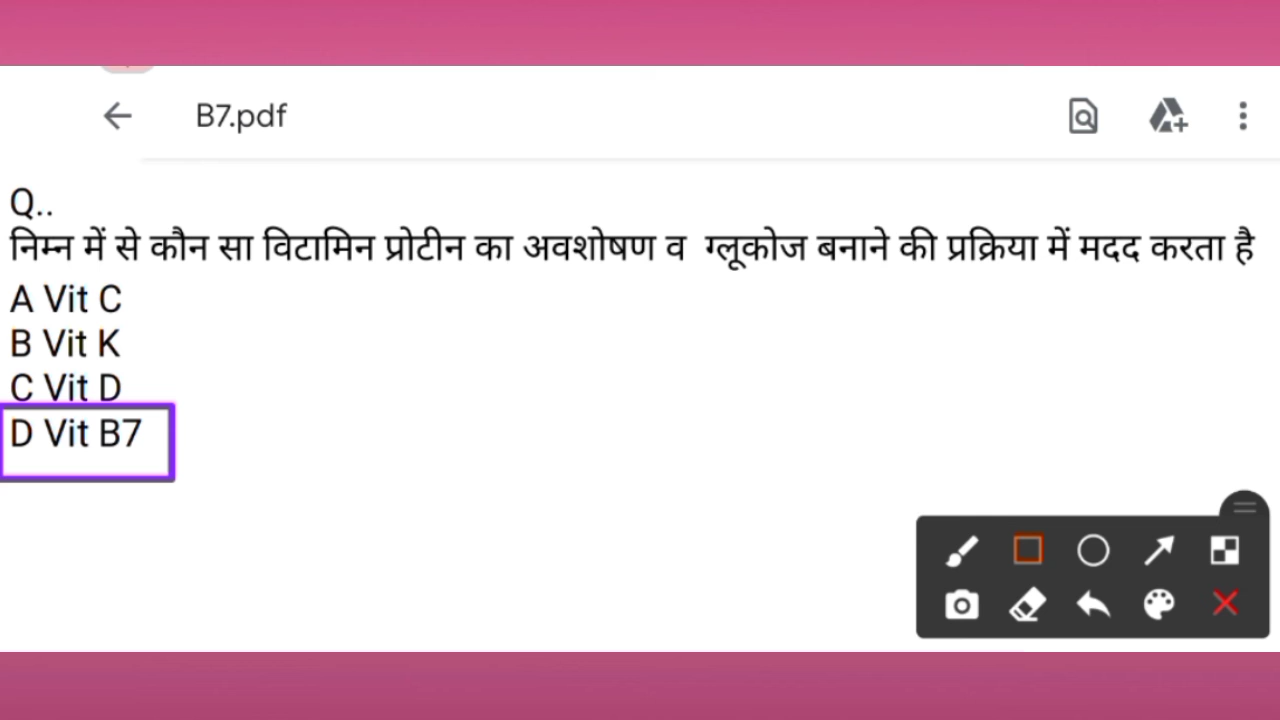 B7.pdf
Q..
निम्न में से कौन सा विटामिन प्रोटीन का अवशोषण व ग्लूकोज बनाने की प्रक्रिया में मदद करता है
A Vit C
B Vit K
C Vit D
D Vit B7